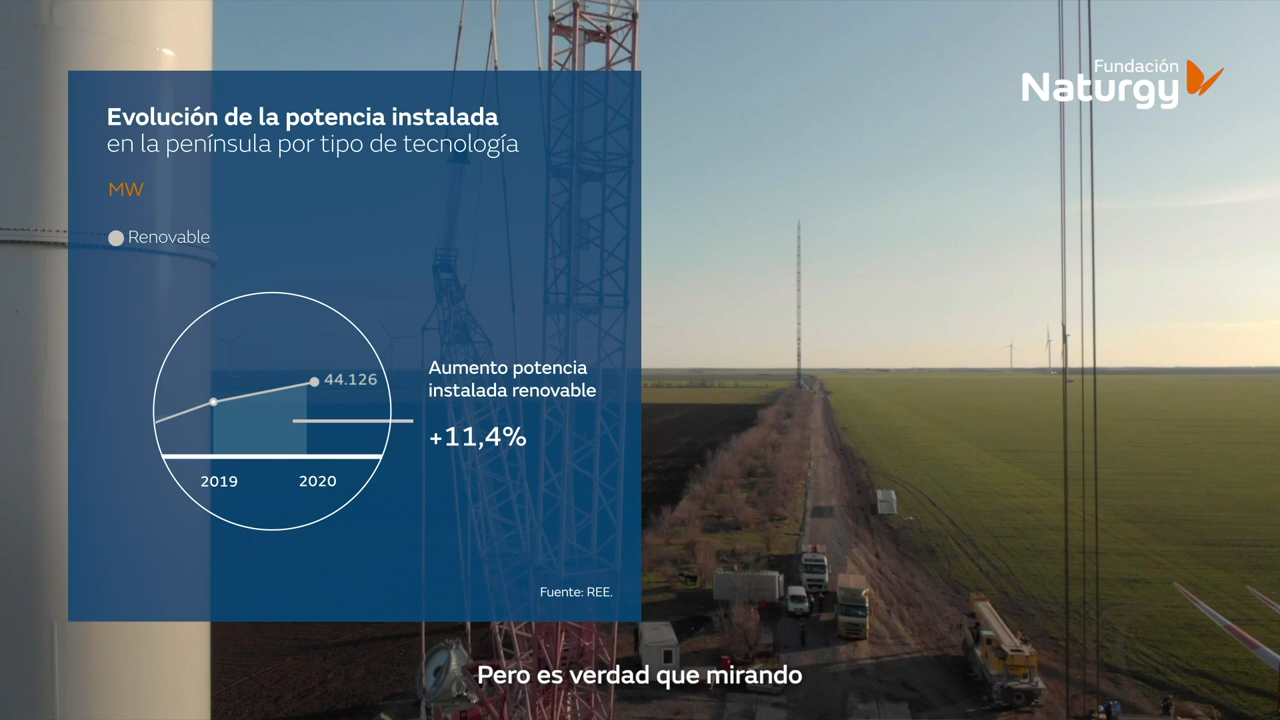 Fundación
Naturgy
Evolución de la potencia instalada
en la península por tipo de tecnología
MW
Renovable
44.126
2019
2020
Aumento potencia
instalada renovable
+11,4%
Fuente: REE.
Pero es verdad que mirando